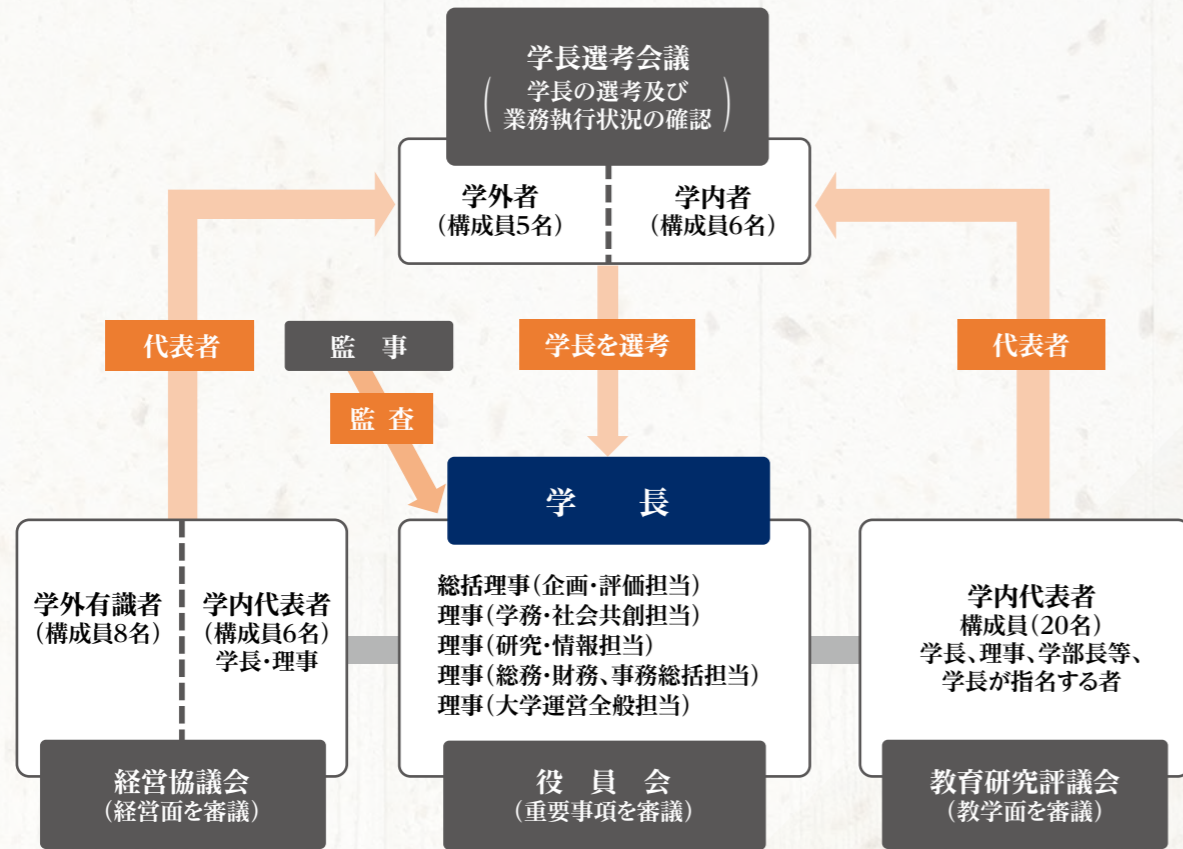 学長選考会議
(学長の選考及び
業務執行状況の確認)
学外者
(構成員5名)
学内者
(構成員6名)
代表者
監 事
学長を選考
代表者
監 査
学 長
学外有識者
(構成員8名)
学内代表者
(構成員6名)
学長・理事
総括理事(企画・評価担当)
理事(学務・社会共創担当)
理事(研究・情報担当)
理事(総務・財務、事務総括担当)
理事(大学運営全般担当)
学内代表者
構成員(20名)
学長、理事、学部長等、
学長が指名する者
経営協議会
(経営面を審議)
役 員 会
(重要事項を審議)
教育研究評議会
(教学面を審議)